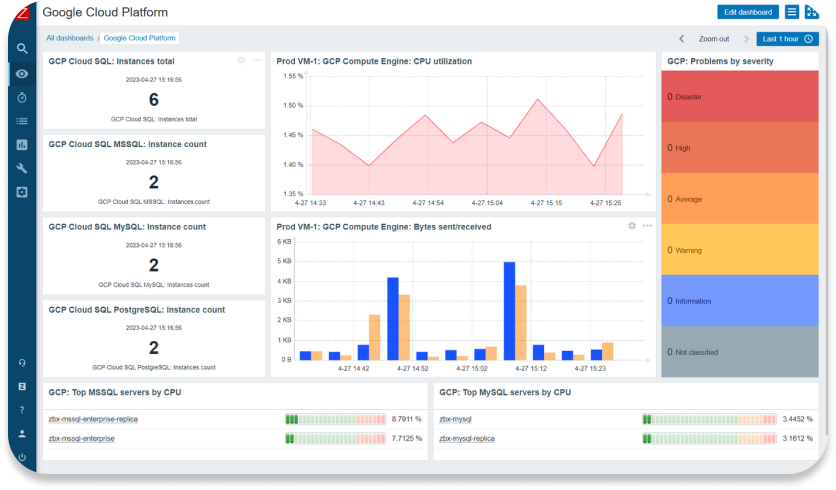 Z
Google Cloud Platform
Edit dashboard
All dashboards / Google Cloud Platform
Zoom out
Last 1 hour
GCP Cloud SQL: Instances total
2023-04-27 15:16:56
6
GCP Cloud SQL: Instances total
GCP Cloud SQL MSSQL: Instance count
2023-04-27 15:16:56
2
GCP Cloud SQL MSSQL: Instances count
GCP Cloud SQL MySQL: Instance count
2023-04-27 15:16:56
2
GCP Cloud SQL MySQL: Instances count
GCP Cloud SQL PostgreSQL: Instance count
2023-04-27 15:16:56
2
GCP Cloud SQL PostgreSQL: Instances count
Prod VM-1: GCP Compute Engine: CPU utilization
1.55 %
1.50 %
1.45 %
1.40 %
1.35 %
4-27 14:33 4-27 14:43 4-27 14:54 4-27 15:04 4-27 15:15 4-27 15:25
Prod VM-1: GCP Compute Engine: Bytes sent/received
6 KB
5 KB
4 KB
3 KB
2 KB
1 KB
0 B
4-27 14:42 4-27 14:52 4-27 15:02 4-27 15:12 4-27 15:23
GCP: Problems by severity
0 Disaster
0 High
0 Average
0 Warning
0 Information
0 Not classified
Z
?
GCP: Top MSSQL servers by CPU
zbx-mssql-enterprise-replica 8.7911 %
zbx-mssql-enterprise 7.7125 %
GCP: Top MySQL servers by CPU
zbx-mysql 3.4452 %
zbx-mysql-replica 3.1612 %